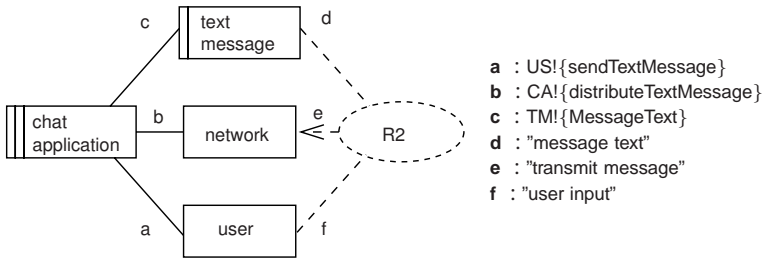 c
text
message
d
chat
application
b
network
e
R2
a
user
f
a : US!{sendTextMessage}
b : CA!{distributeTextMessage}
c : TM!{MessageText}
d : "message text”
e : "transmit message”
f : "user input”